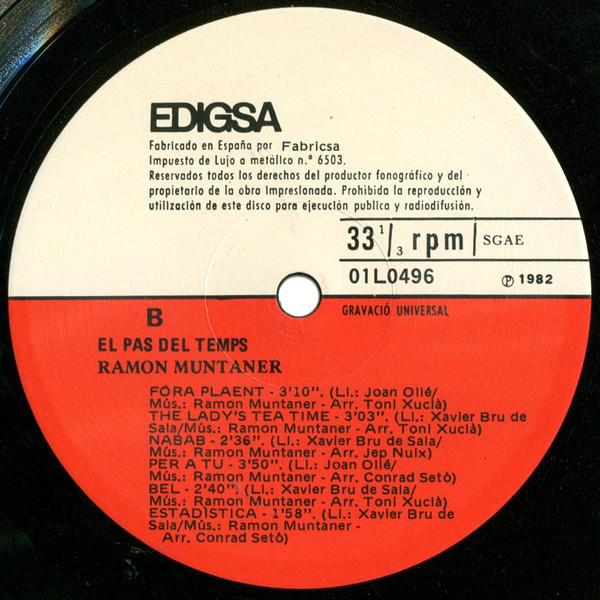 EDIGSA
Fabricado en España por Fabricsa
Impuesto de Lujo a metálico n.º 6503.
Reservados todos los derechos del productor fonográfico y del
propietario de la obra impresionada. Prohibida la reproducción y
utilización de este disco para ejecución publica y radiodifusión.
33 1/3 rpm SGAE
01L0496 Ⓟ 1982
B GRAVACIÓ UNIVERSAL
EL PAS DEL TEMPS
RAMON MUNTANER
FÓRA PLAENT - 3'10". (Ll.: Joan Ollé/
Mús.: Ramon Muntaner - Arr. Toni Xuclà)
THE LADY'S TEA TIME - 3'03". (Ll.: Xavier Bru de
Sala/Mús.: Ramon Muntaner - Arr. Toni Xuclà)
NABAB - 2'36". (Ll.: Xavier Bru de Sala/
Mús.: Ramon Muntaner - Arr. Jep Nuix)
PER A TU - 3'50". (Ll.: Joan Ollé/
Mús.: Ramon Muntaner - Arr. Conrad Setó)
BEL - 2'40". (Ll.: Xavier Bru de Sala/
Mús.: Ramon Muntaner - Arr. Toni Xuclà)
ESTADÌSTICA - 1'58". (Ll.: Xavier Bru de
Sala/Mús.: Ramon Muntaner -
Arr. Conrad Setó)